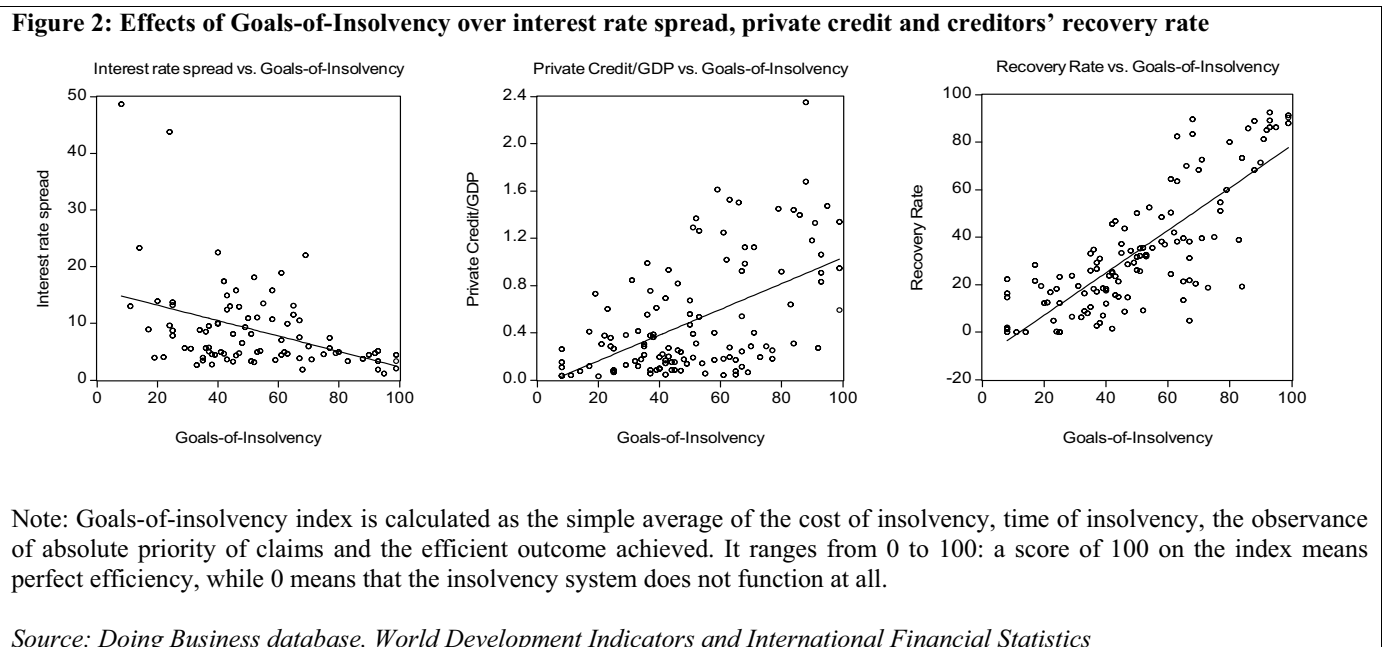 Figure 2: Effects of Goals-of-Insolvency over interest rate spread, private credit and creditors’ recovery rate
Interest rate spread vs. Goals-of-Insolvency
50
40
30
20
10
0
Interest rate spread
0 20 40 60 80 100
Goals-of-Insolvency
Private Credit/GDP vs. Goals-of-Insolvency
2.4
2.0
1.6
1.2
0.8
0.4
0.0
Private Credit/GDP
0 20 40 60 80 100
Goals-of-Insolvency
Recovery Rate vs. Goals-of-Insolvency
100
80
60
40
20
0
-20
Recovery Rate
0 20 40 60 80 100
Goals-of-Insolvency
Note: Goals-of-insolvency index is calculated as the simple average of the cost of insolvency, time of insolvency, the observance
of absolute priority of claims and the efficient outcome achieved. It ranges from 0 to 100: a score of 100 on the index means
perfect efficiency, while 0 means that the insolvency system does not function at all.
Source: Doing Business database, World Development Indicators and International Financial Statistics